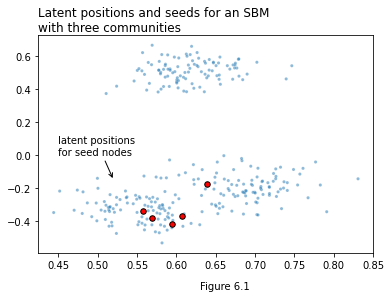 Latent positions and seeds for an SBM
with three communities
0.6
0.4
0.2
0.0
−0.2
−0.4
latent positions
for seed nodes
0.45 0.50 0.55 0.60 0.65 0.70 0.75 0.80 0.85
Figure 6.1